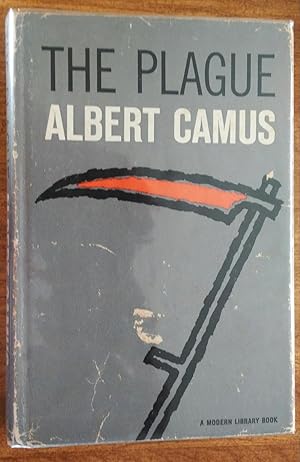 THE PLAGUE
ALBERT CAMUS
A MODERN LIBRARY BOOK